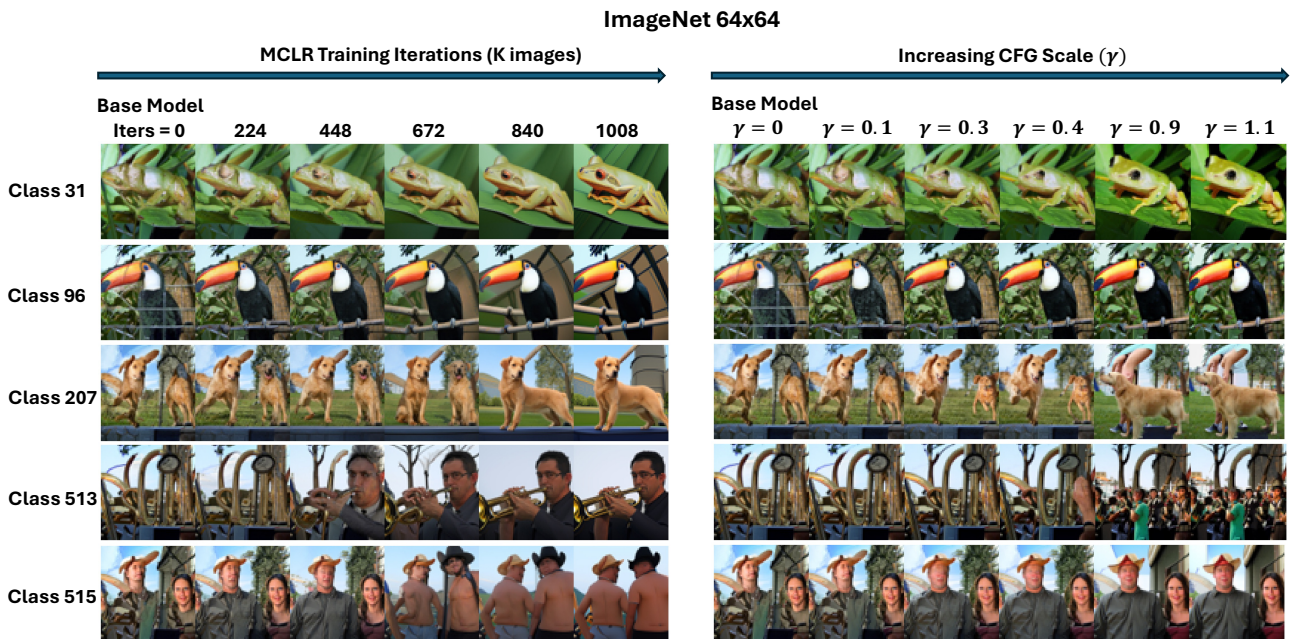 ImageNet 64x64
MCLR Training Iterations (K images)
Increasing CFG Scale (γ)
Base Model
Iters = 0 224 448 672 840 1008
Base Model
γ = 0 γ = 0.1 γ = 0.3 γ = 0.4 γ = 0.9 γ = 1.1
Class 31
Class 96
Class 207
Class 513
Class 515